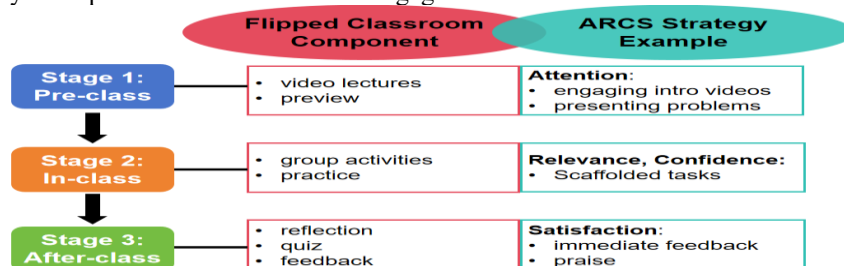 Flipped Classroom
Component
ARCS Strategy
Example
Stage 1:
Pre-class
• video lectures
• preview
Attention:
• engaging intro videos
• presenting problems
Stage 2:
In-class
• group activities
• practice
Relevance, Confidence:
• Scaffolded tasks
Stage 3:
After-class
• reflection
• quiz
• feedback
Satisfaction:
• immediate feedback
• praise